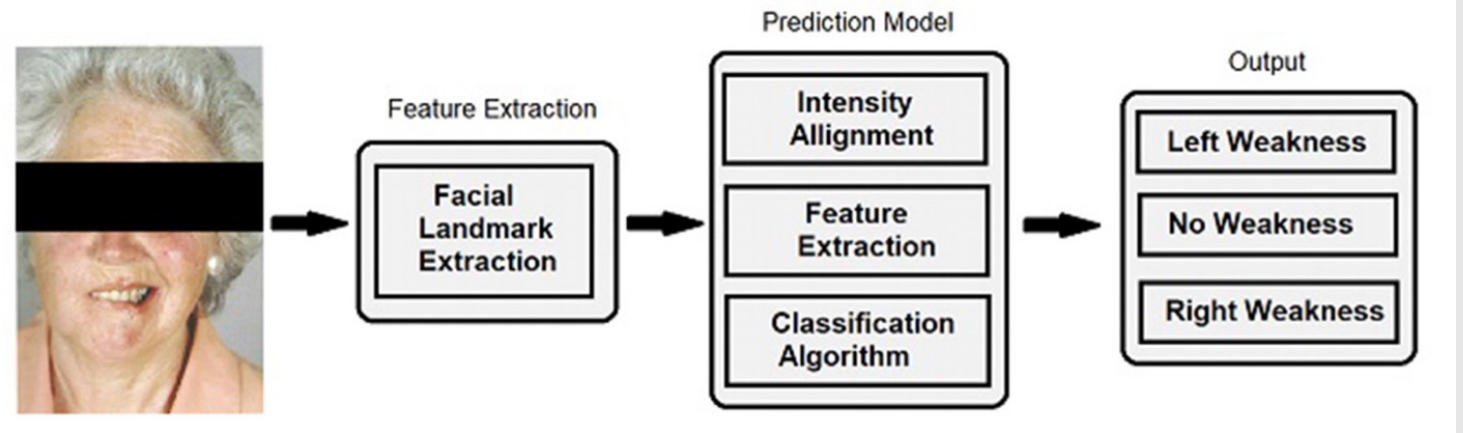 Feature Extraction
Facial
Landmark
Extraction
Prediction Model
Intensity
Allignment
Feature
Extraction
Classification
Algorithm
Output
Left Weakness
No Weakness
Right Weakness